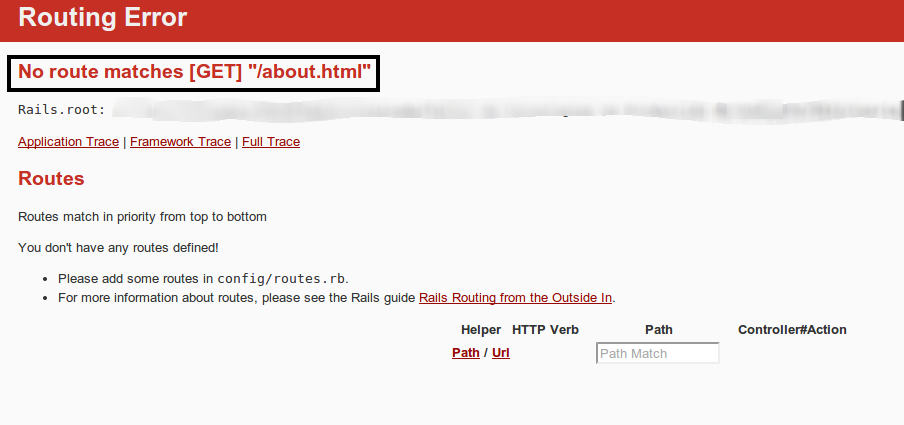 Routing Error
No route matches [GET] "/about.html"
Rails.root:
Application Trace | Framework Trace | Full Trace
Routes
Routes match in priority from top to bottom
You don't have any routes defined!
• Please add some routes in config/routes.rb.
• For more information about routes, please see the Rails guide Rails Routing from the Outside In.
Helper HTTP Verb Path Controller#Action
Path / Url Path Match